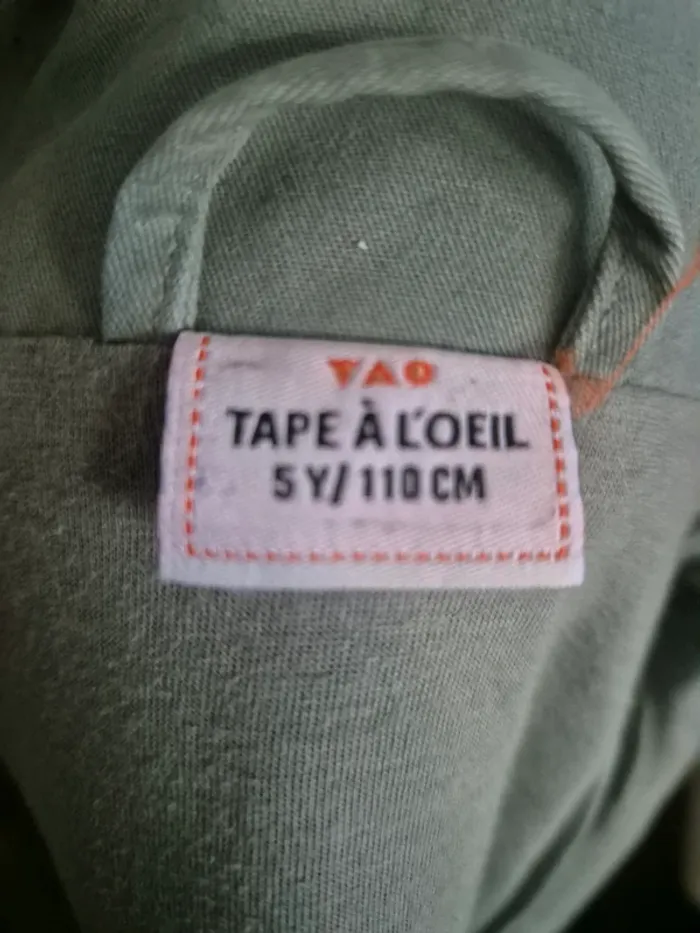 TAO
TAPE À L'OEIL
5 Y/ 110 CM